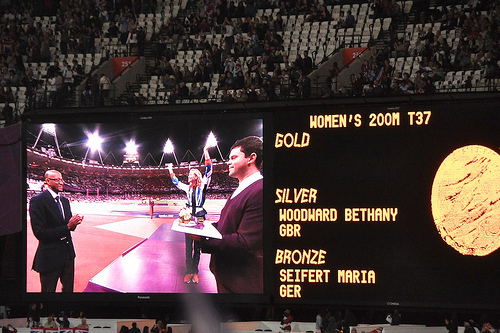 WOMEN'S 200M T37
GOLD
SILVER
WOODWARD BETHANY
GBR
BRONZE
SEIFERT MARIA
GER